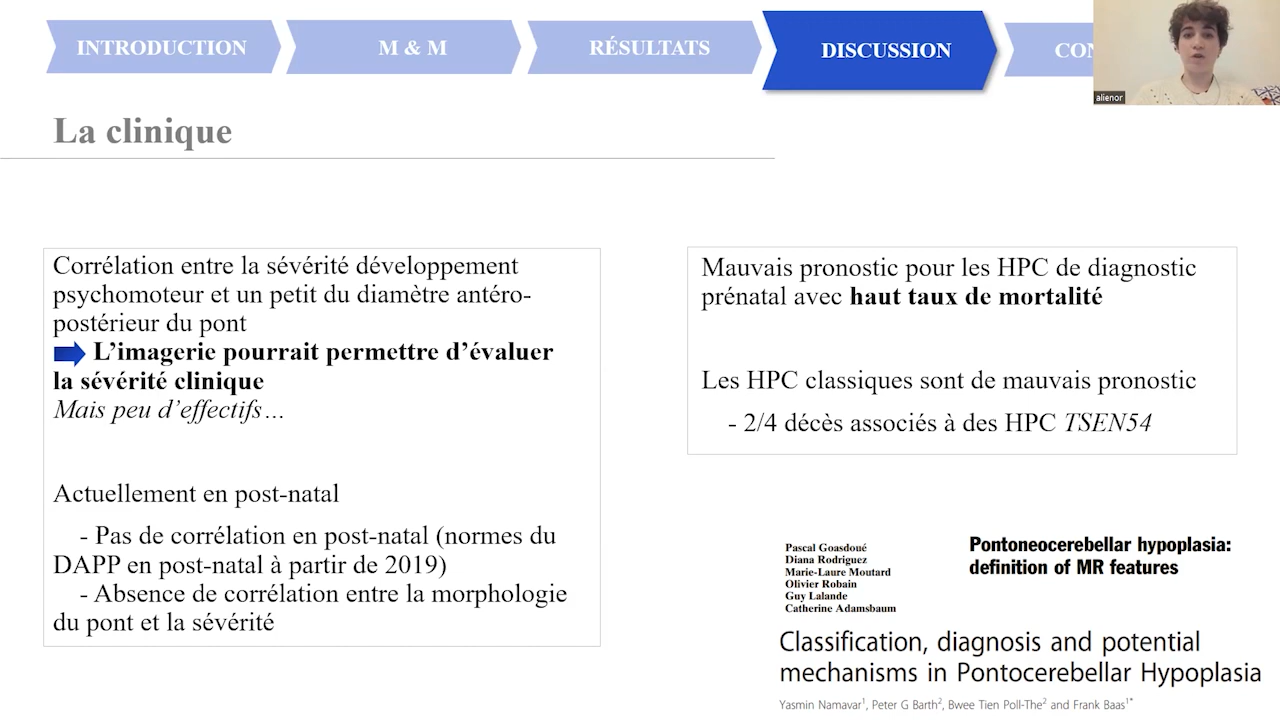 INTRODUCTION
M & M
RÉSULTATS
DISCUSSION
CON
alienor
La clinique
Corrélation entre la sévérité développement
psychomoteur et un petit du diamètre antéro-
postérieur du pont
L’imagerie pourrait permettre d’évaluer
la sévérité clinique
Mais peu d’effectifs…
Actuellement en post-natal
- Pas de corrélation en post-natal (normes du
DAPP en post-natal à partir de 2019)
- Absence de corrélation entre la morphologie
du pont et la sévérité
Mauvais pronostic pour les HPC de diagnostic
prénatal avec haut taux de mortalité
Les HPC classiques sont de mauvais pronostic
- 2/4 décès associés à des HPC TSEN54
Pascal Goasdoué
Diana Rodriguez
Marie-Laure Moutard
Olivier Robain
Guy Lalande
Catherine Adamsbaum
Pontoneocerebellar hypoplasia:
definition of MR features
Classification, diagnosis and potential
mechanisms in Pontocerebellar Hypoplasia
Yasmin Namavar1, Peter G Barth2, Bwee Tien Poll-The2 and Frank Baas1*